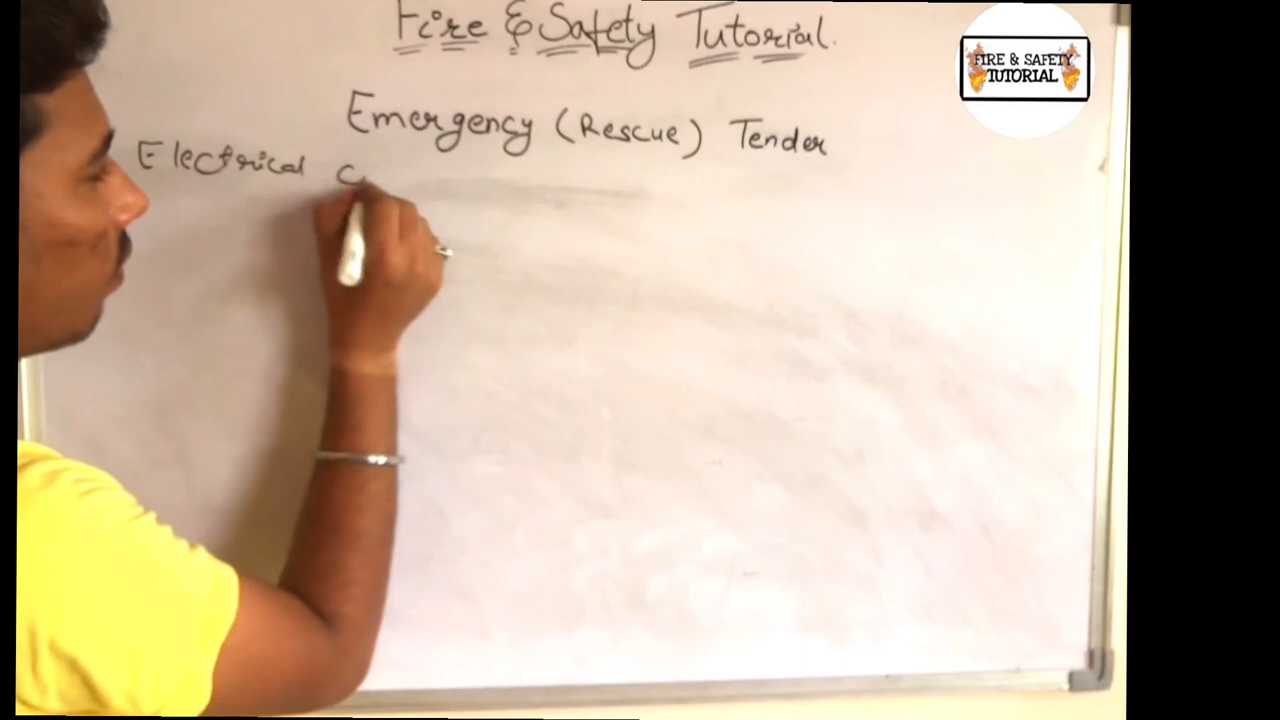 Fire & Safety Tutorial.
FIRE & SAFETY
TUTORIAL
Emergency (Rescue) Tender
Electrical C